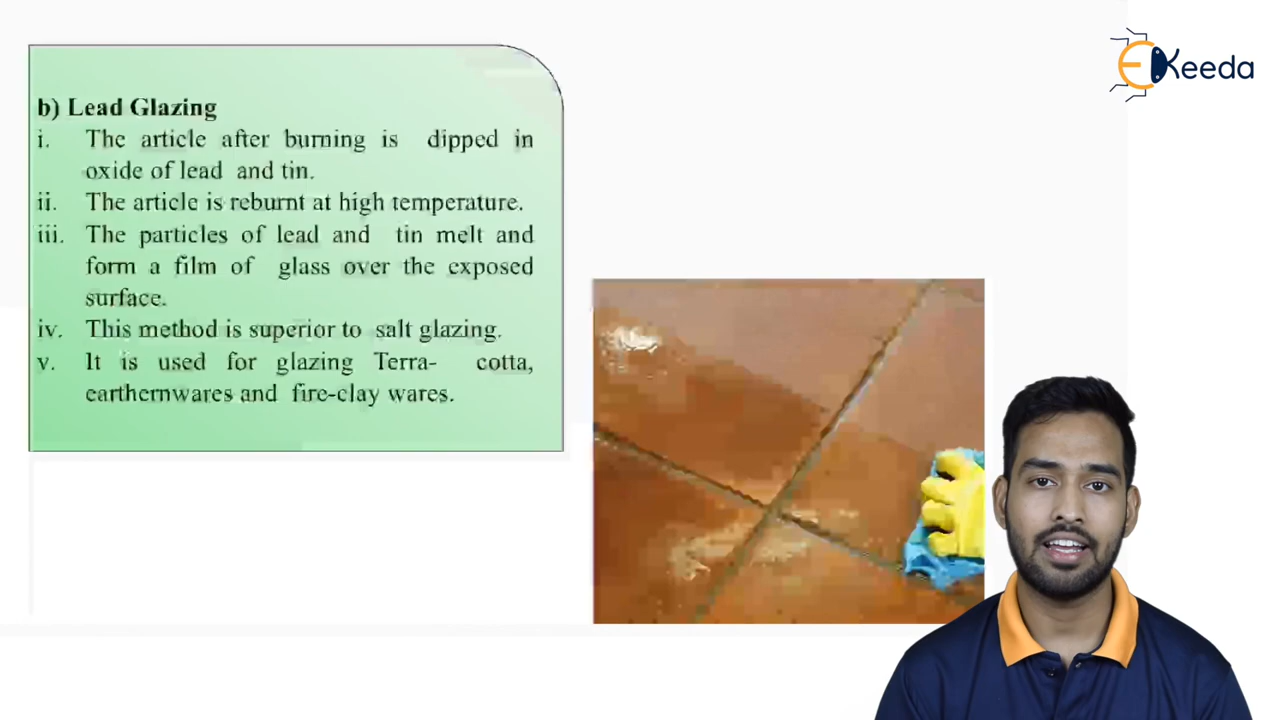 b) Lead Glazing
i. The article after burning is dipped in
oxide of lead and tin.
ii. The article is reburnt at high temperature.
iii. The particles of lead and tin melt and
form a film of glass over the exposed
surface.
iv. This method is superior to salt glazing.
v. It is used for glazing Terra- cotta,
earthernwares and fire-clay wares.
EKeeda